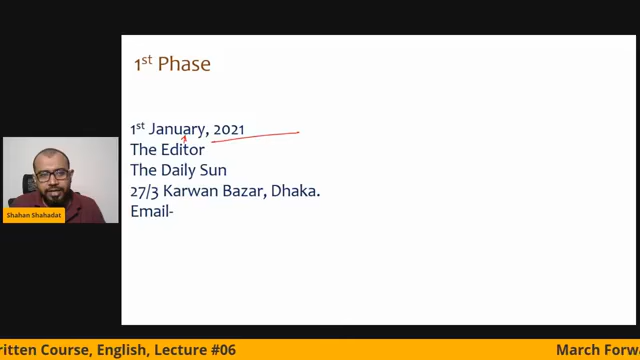 1st Phase
1st January, 2021
The Editor
The Daily Sun
27/3 Karwan Bazar, Dhaka.
Email-
Shahan Shahadat
ritten Course, English, Lecture #06
March Forwa